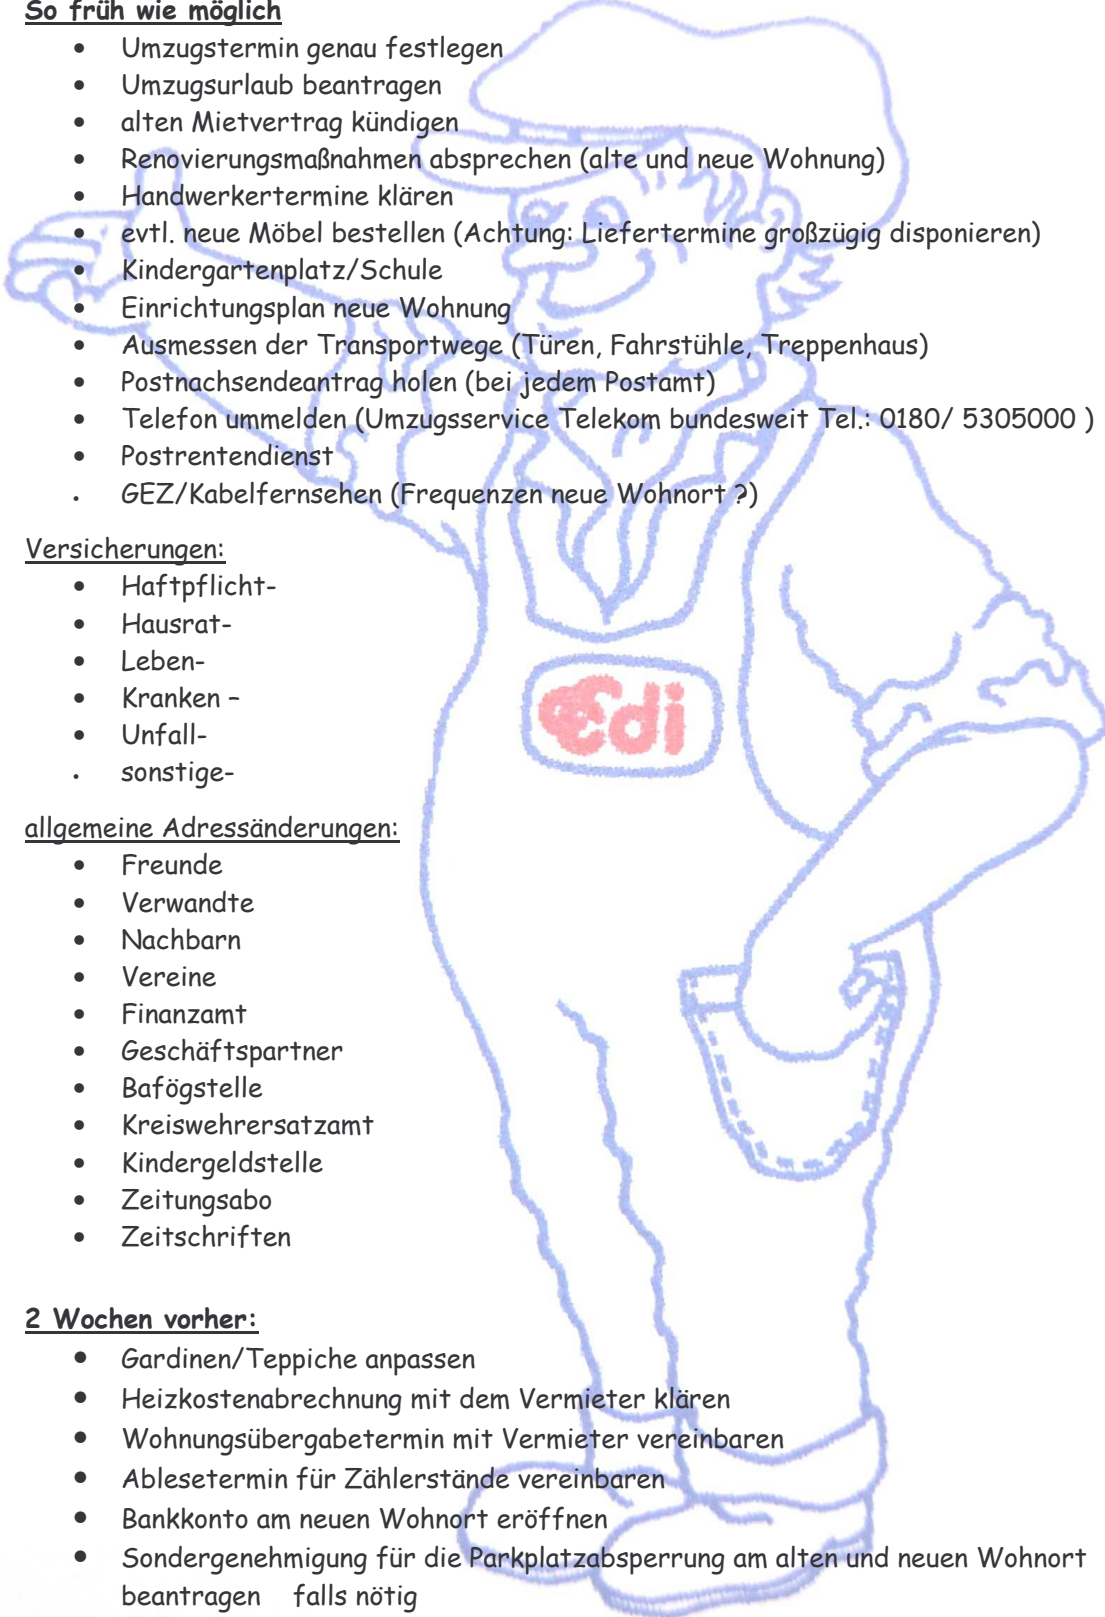 So früh wie möglich
• Umzugstermin genau festlegen
• Umzugsurlaub beantragen
• alten Mietvertrag kündigen
• Renovierungsmaßnahmen absprechen (alte und neue Wohnung)
• Handwerkertermine klären
• evtl. neue Möbel bestellen (Achtung: Liefertermine großzügig disponieren)
• Kindergartenplatz/Schule
• Einrichtungsplan neue Wohnung
• Ausmessen der Transportwege (Türen, Fahrstühle, Treppenhaus)
• Postnachsendeantrag holen (bei jedem Postamt)
• Telefon ummelden (Umzugsservice Telekom bundesweit Tel.: 0180/ 5305000 )
• Postrentendienst
• GEZ/Kabelfernsehen (Frequenzen neue Wohnort ?)
Versicherungen:
• Haftpflicht-
• Hausrat-
• Leben-
• Kranken –
• Unfall-
• sonstige-
Edi
allgemeine Adressänderungen:
• Freunde
• Verwandte
• Nachbarn
• Vereine
• Finanzamt
• Geschäftspartner
• Bafögstelle
• Kreiswehrersatzamt
• Kindergeldstelle
• Zeitungsabo
• Zeitschriften
2 Wochen vorher:
• Gardinen/Teppiche anpassen
• Heizkostenabrechnung mit dem Vermieter klären
• Wohnungsübergabetermin mit Vermieter vereinbaren
• Ablesetermin für Zählerstände vereinbaren
• Bankkonto am neuen Wohnort eröffnen
• Sondergenehmigung für die Parkplatzabsperrung am alten und neuen Wohnort
beantragen falls nötig